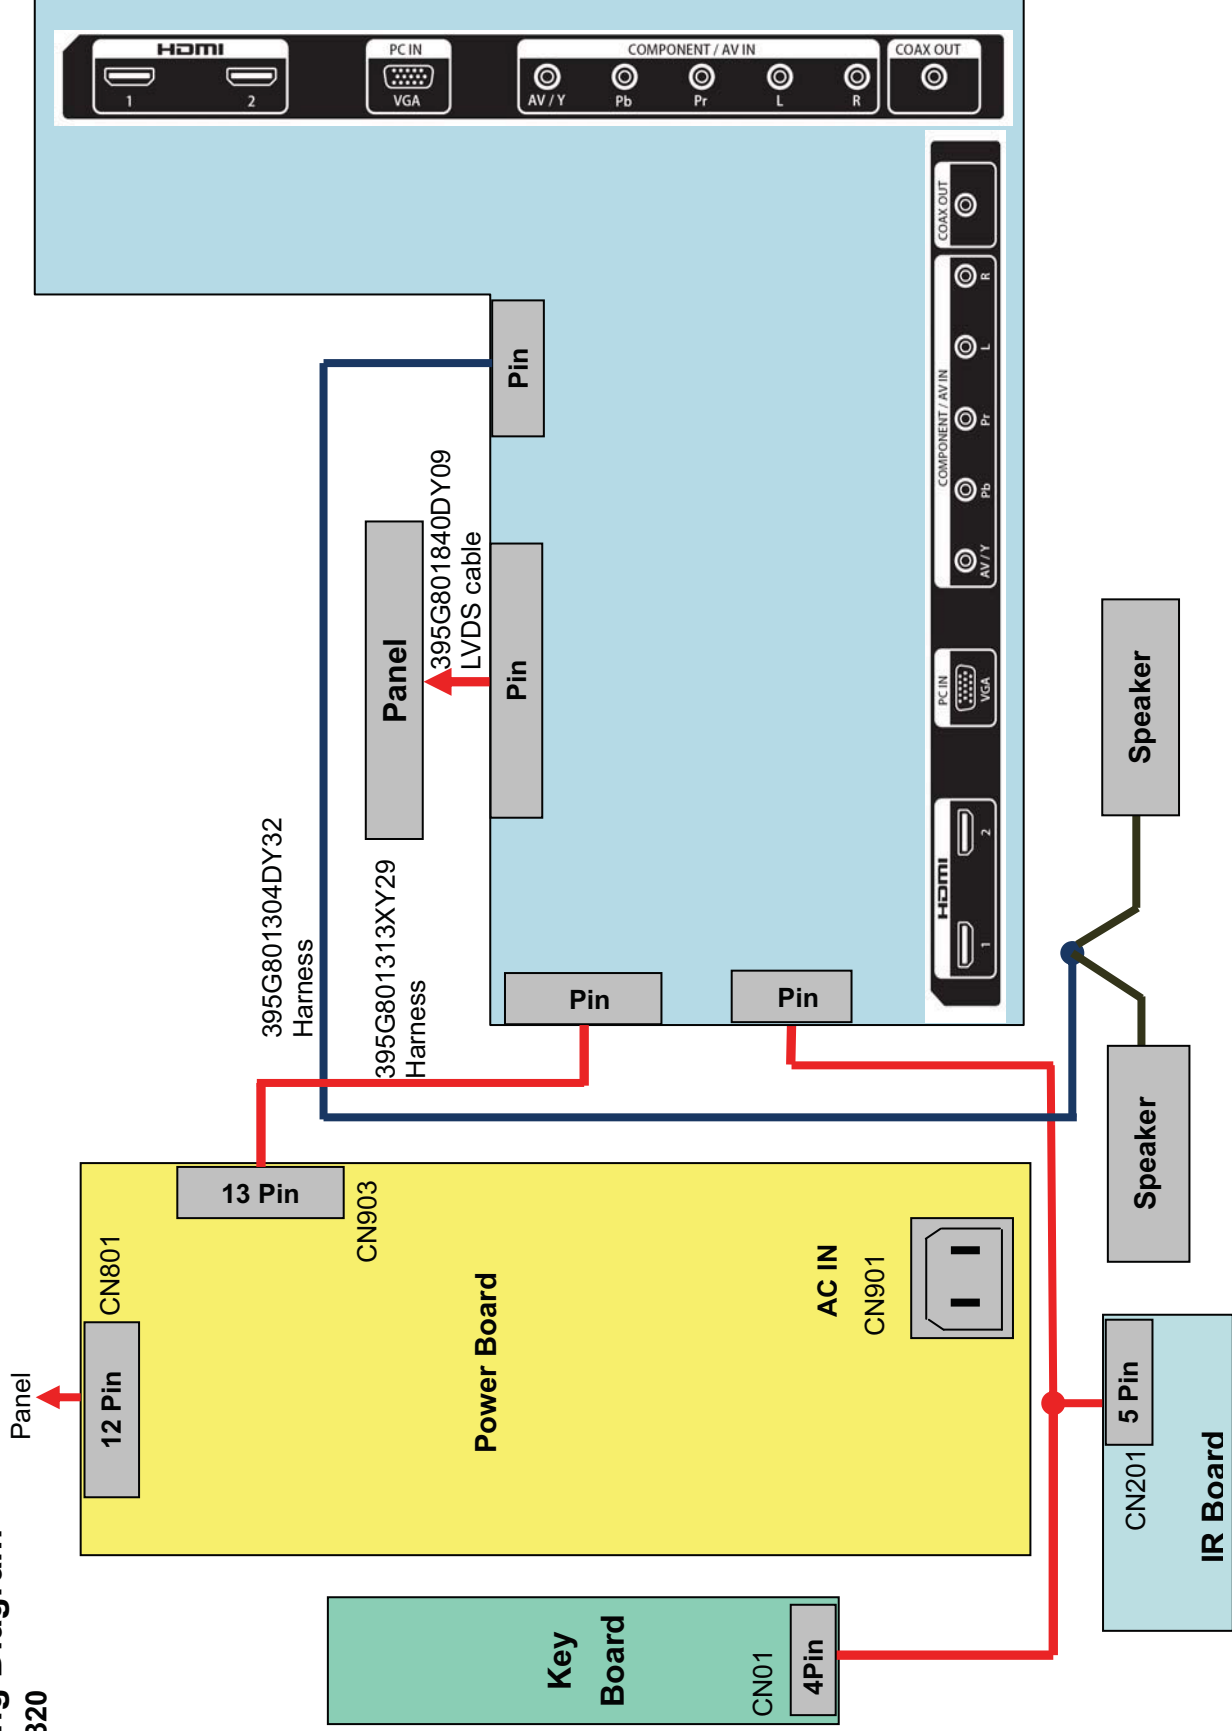 Diagram
320
Panel
12 Pin
CN801
13 Pin
CN903
Power Board
AC IN
CN901
Key
Board
CN01
4Pin
5 Pin
CN201
IR Board
Speaker
Speaker
395G801304DY32
Harness
395G801313XY29
Harness
Panel
395G801840DY09
LVDS cable
Pin
Pin
Pin
Pin
HDMI
1
2
PC IN
VGA
COMPONENT / AV IN
AV / Y
Pb
Pr
L
R
COAX OUT
HDMI
1
2
PC IN
VGA
COMPONENT / AV IN
AV / Y
Pb
Pr
L
R
COAX OUT